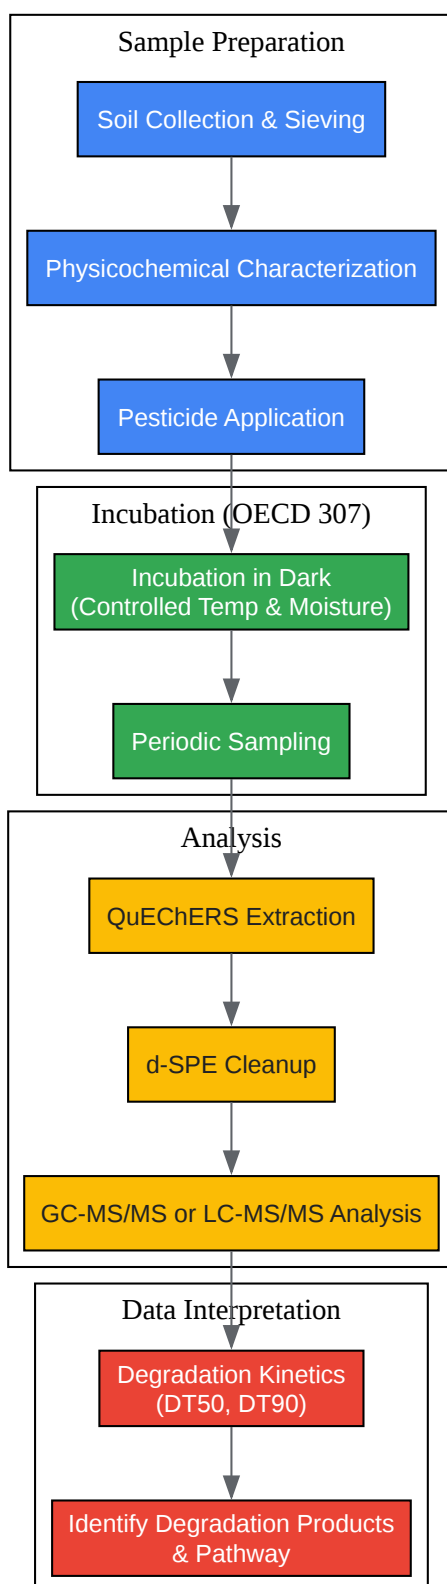 Sample Preparation
Soil Collection & Sieving
Physicochemical Characterization
Pesticide Application
Incubation (OECD 307)
Incubation in Dark
(Controlled Temp & Moisture)
Periodic Sampling
Analysis
QuEChERS Extraction
d-SPE Cleanup
GC-MS/MS or LC-MS/MS Analysis
Data Interpretation
Degradation Kinetics
(DT50, DT90)
Identify Degradation Products
& Pathway